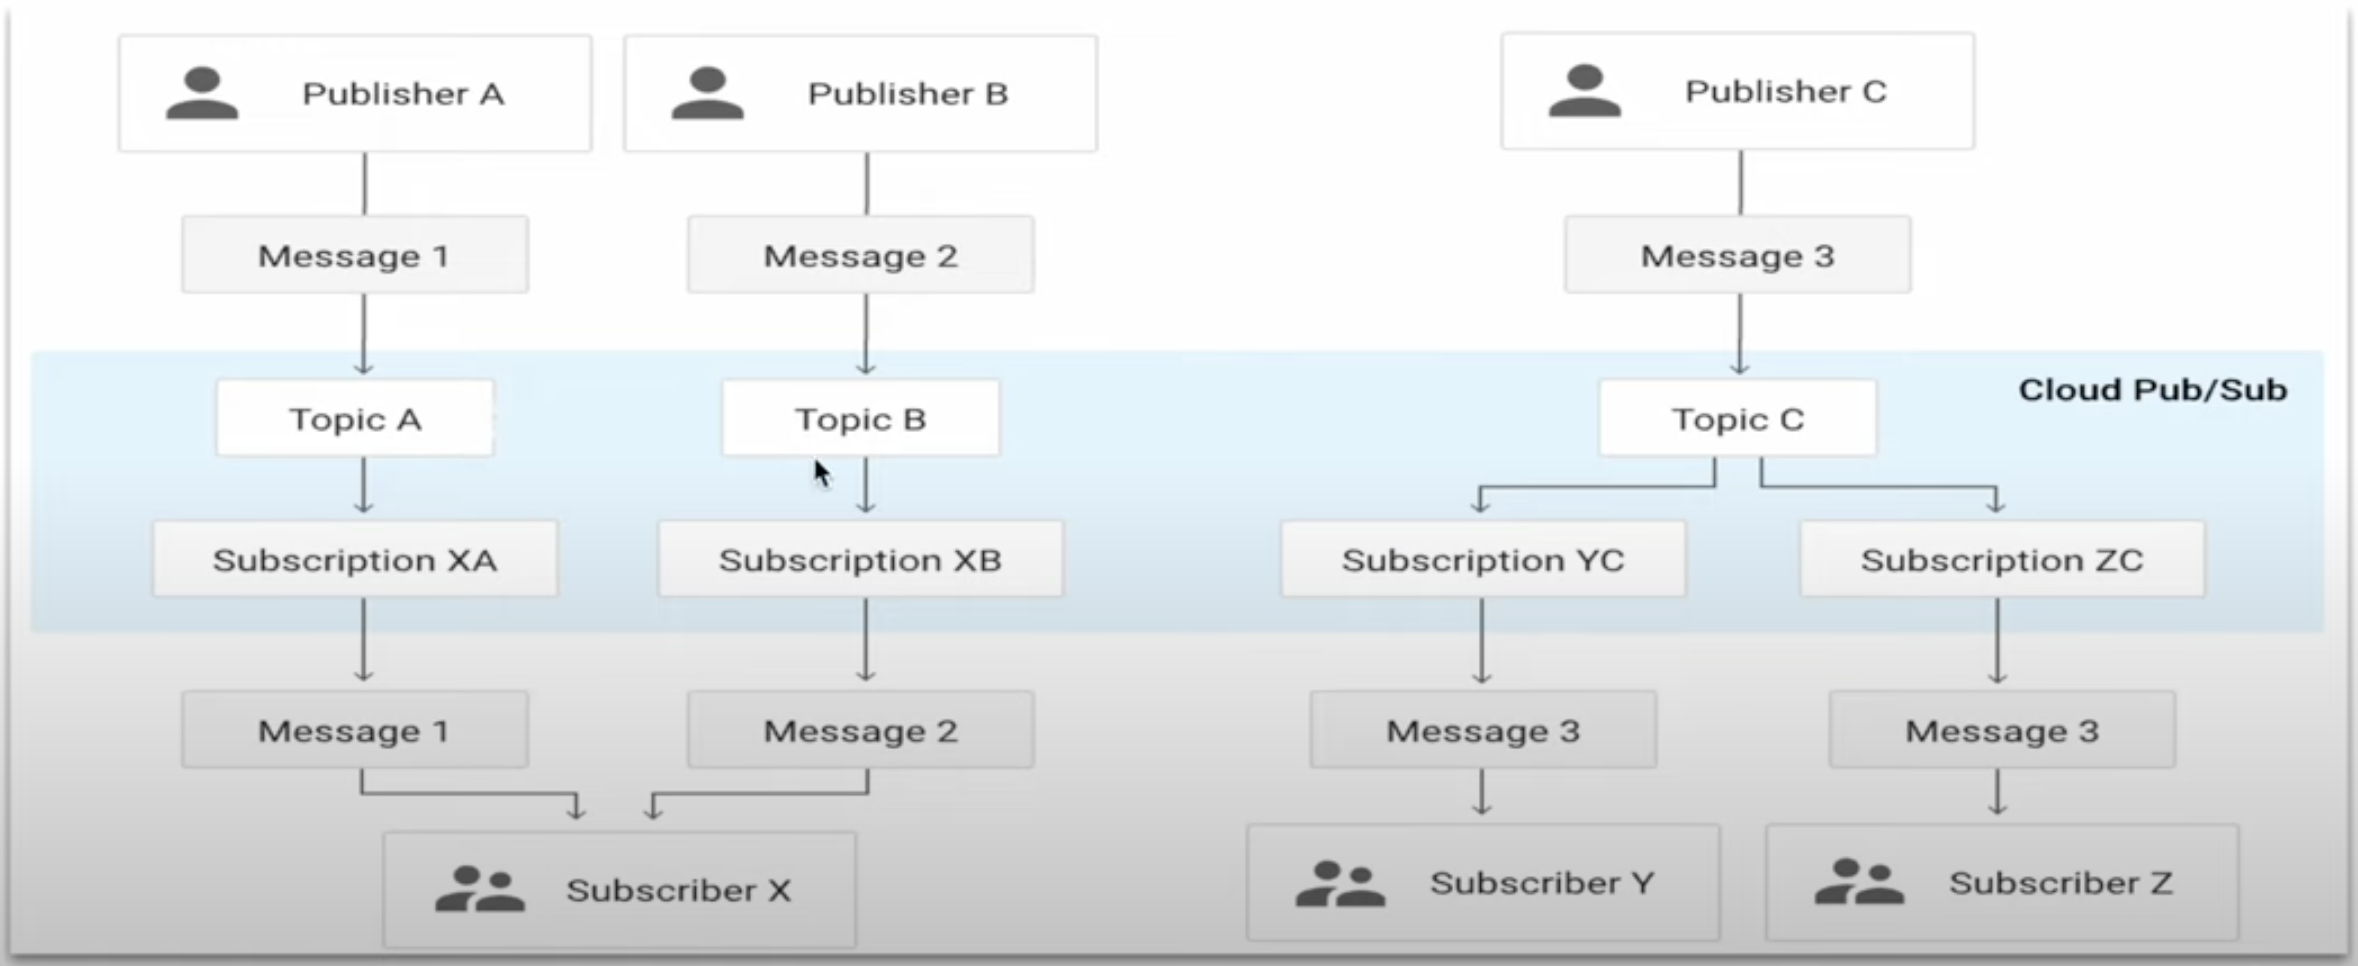 Publisher A
Publisher B
Publisher C
Message 1
Message 2
Message 3
Cloud Pub/Sub
Topic A
Topic B
Topic C
Subscription XA
Subscription XB
Subscription YC
Subscription ZC
Message 1
Message 2
Message 3
Message 3
Subscriber X
Subscriber Y
Subscriber Z